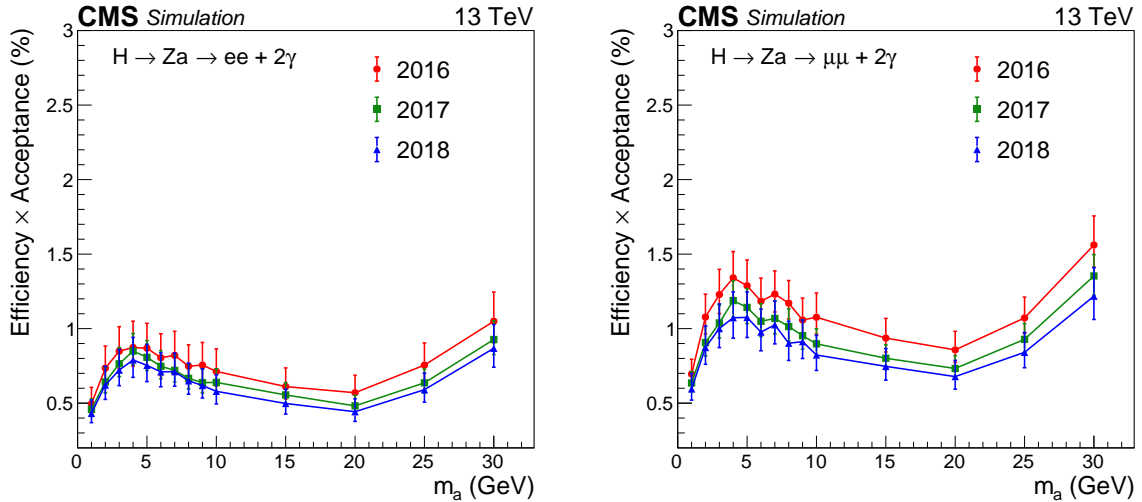 CMS Simulation 13 TeV
H → Za → ee + 2γ
2016
2017
2018
Efficiency × Acceptance (%)
3
2.5
2
1.5
1
0.5
0 5 10 15 20 25 30
m_a (GeV)
CMS Simulation 13 TeV
H → Za → μμ + 2γ
2016
2017
2018
Efficiency × Acceptance (%)
3
2.5
2
1.5
1
0.5
0 5 10 15 20 25 30
m_a (GeV)